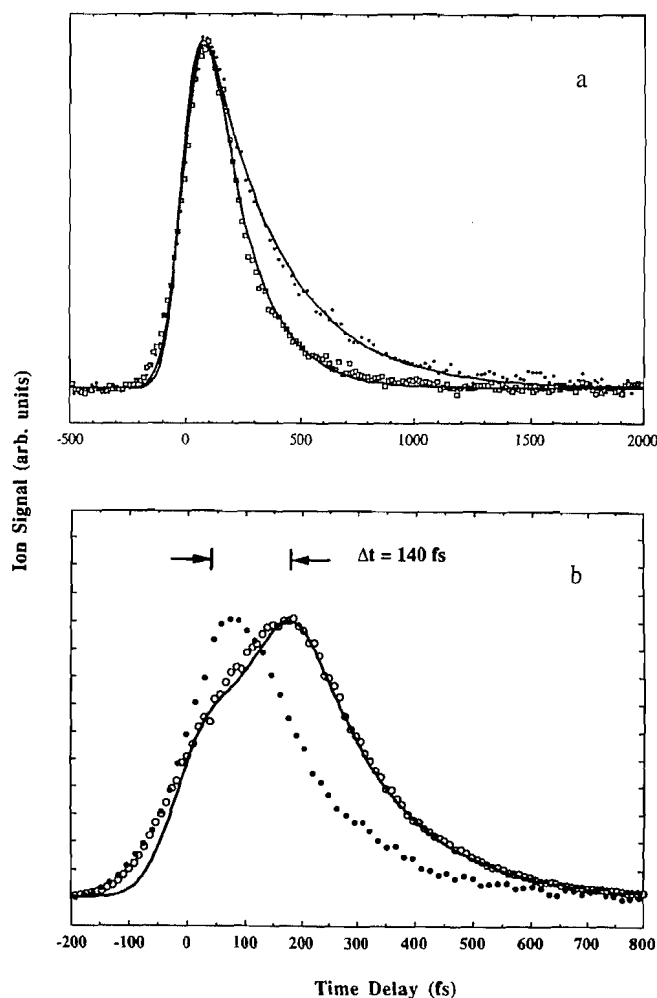 a
-500 0 500 1000 1500 2000
Ion Signal (arb. units)
Δt = 140 fs
b
-200 -100 0 100 200 300 400 500 600 700 800
Time Delay (fs)